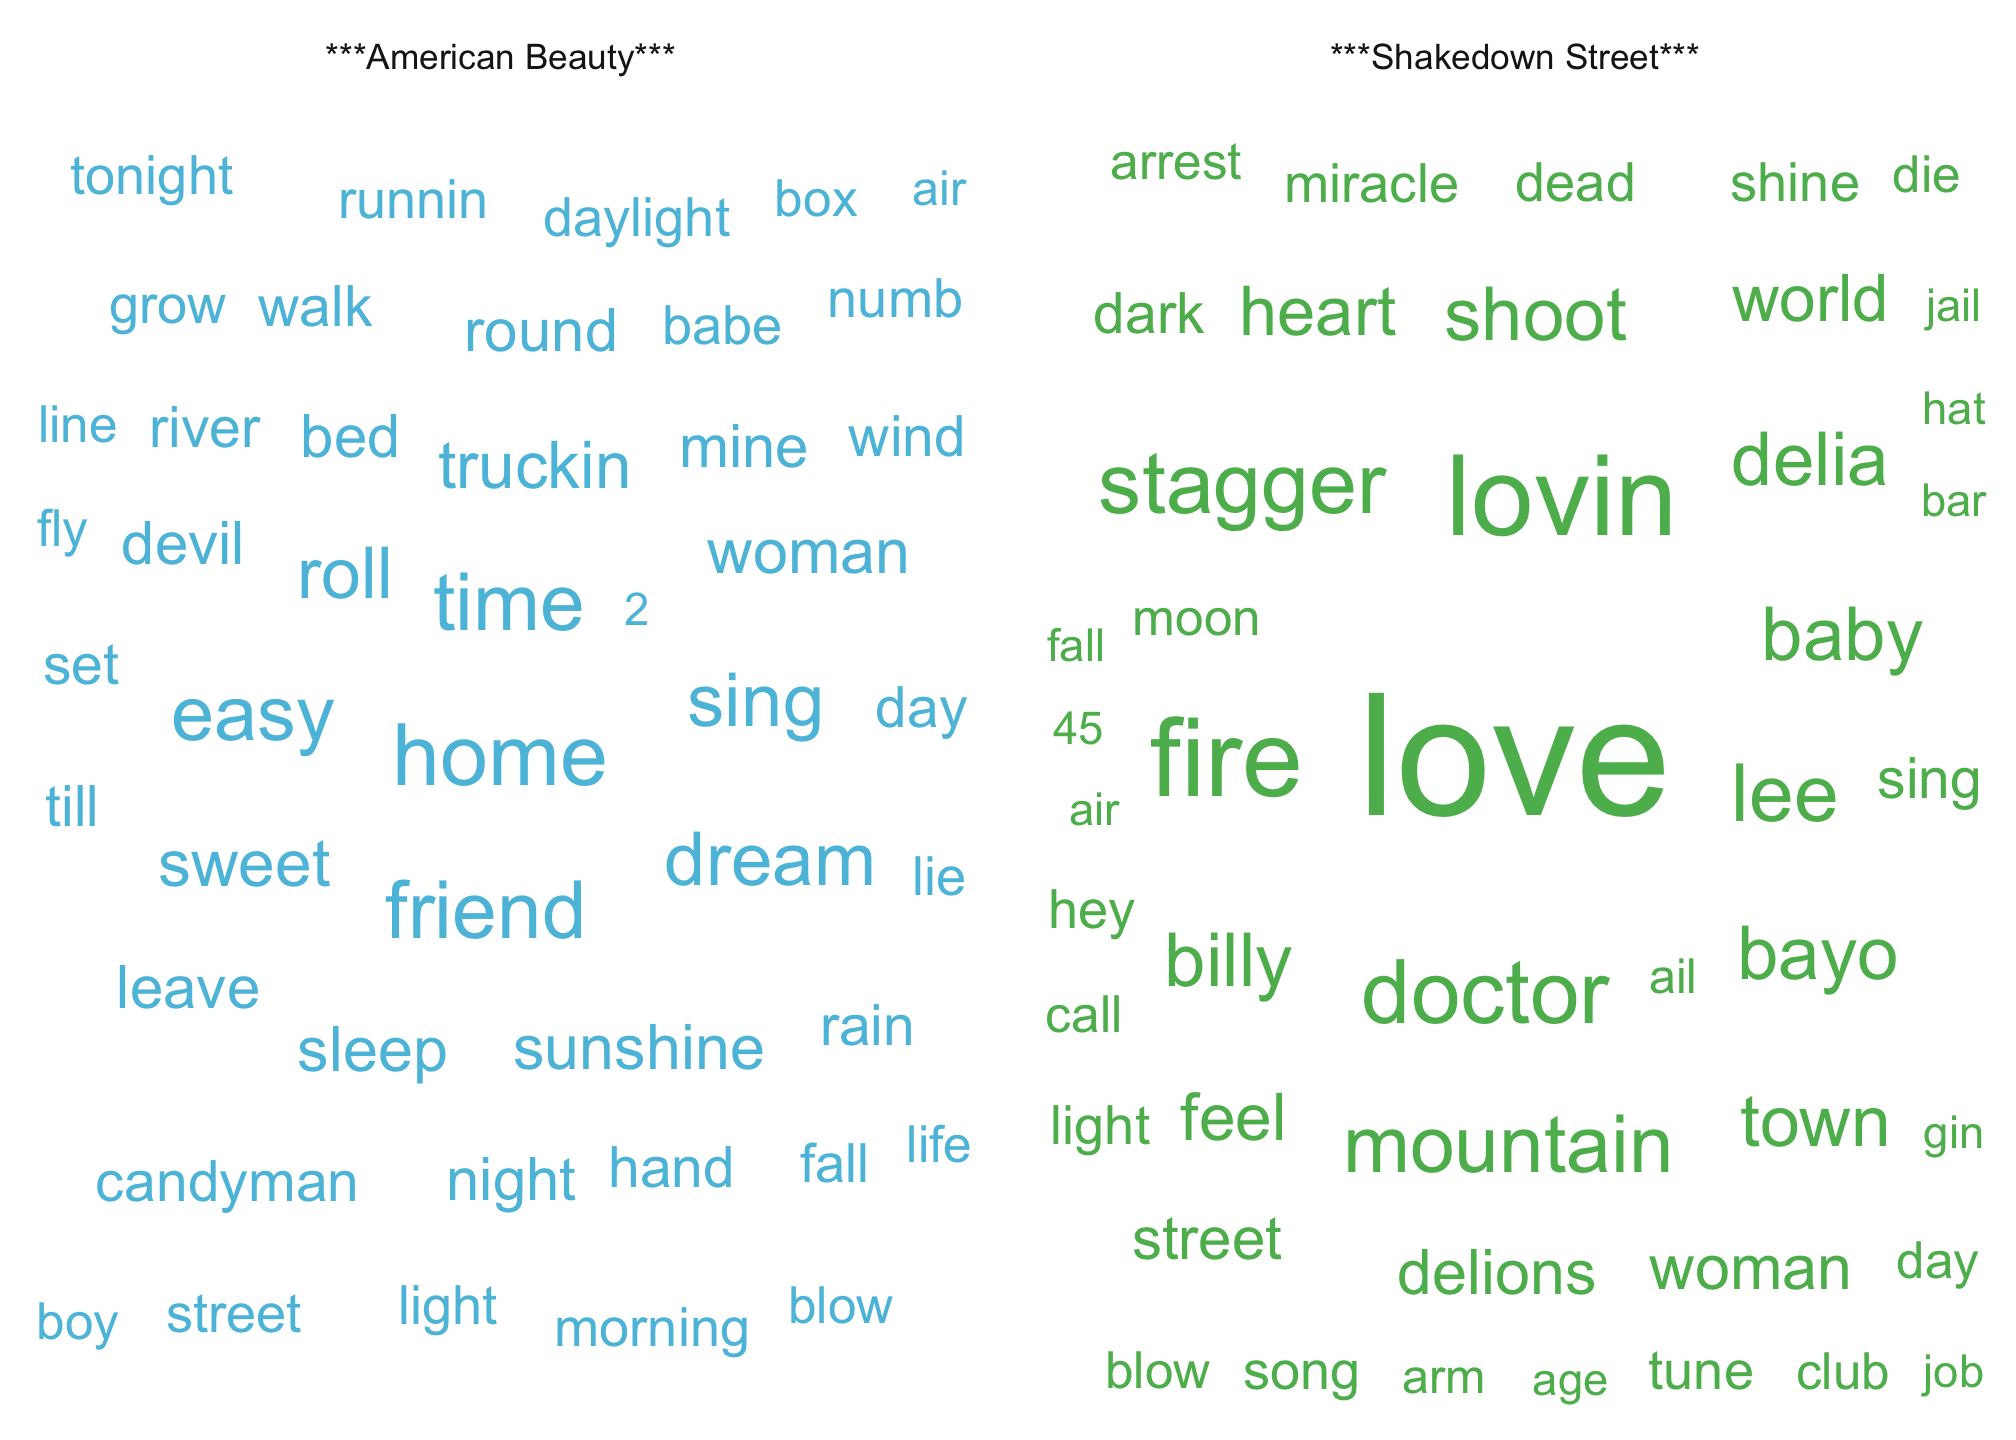 ***American Beauty***
tonight runnin daylight box air
grow walk round babe numb
line river bed truckin mine wind
fly devil roll time 2 woman
set easy home sing day
till sweet friend dream lie
leave sleep sunshine rain
candyman night hand fall life
boy street light morning blow
***Shakedown Street***
arrest miracle dead shine die
dark heart shoot world jail
stagger lovin delia hat
bar
fall moon baby
45 fire love lee sing
air
hey billy doctor ail bayo
call
light feel mountain town gin
street delions woman day
blow song arm age tune club job